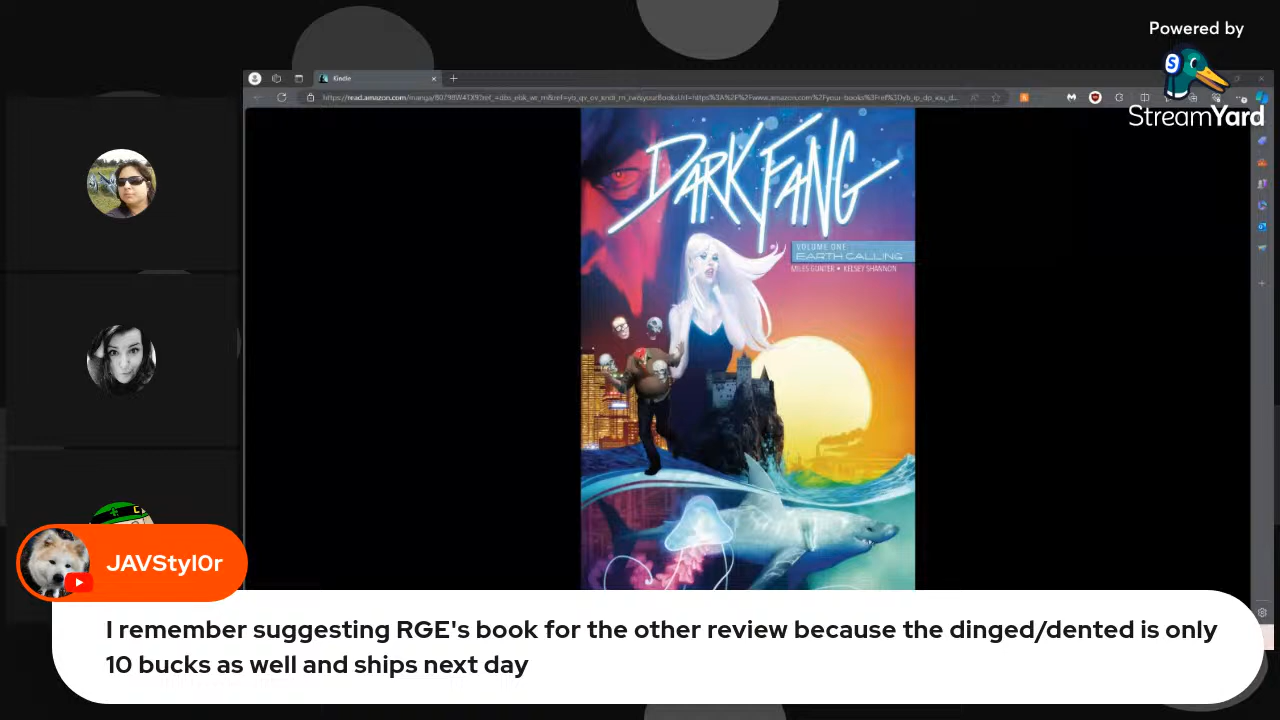 Powered by
StreamYard
Kindle
DARK FANG
VOLUME ONE
EARTH CALLING
MILES GUNTER • KELSEY SHANNON
JAVStyl0r
I remember suggesting RGE's book for the other review because the dinged/dented is only
10 bucks as well and ships next day